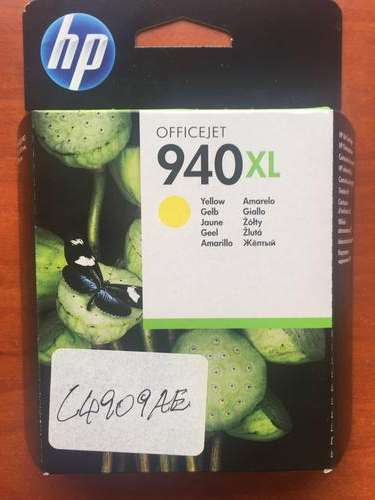 hp
OFFICEJET
940XL
Yellow Amarelo
Gelb Giallo
Jaune Żółty
Geel Žlutá
Amarillo Жёлтый
C4909AE